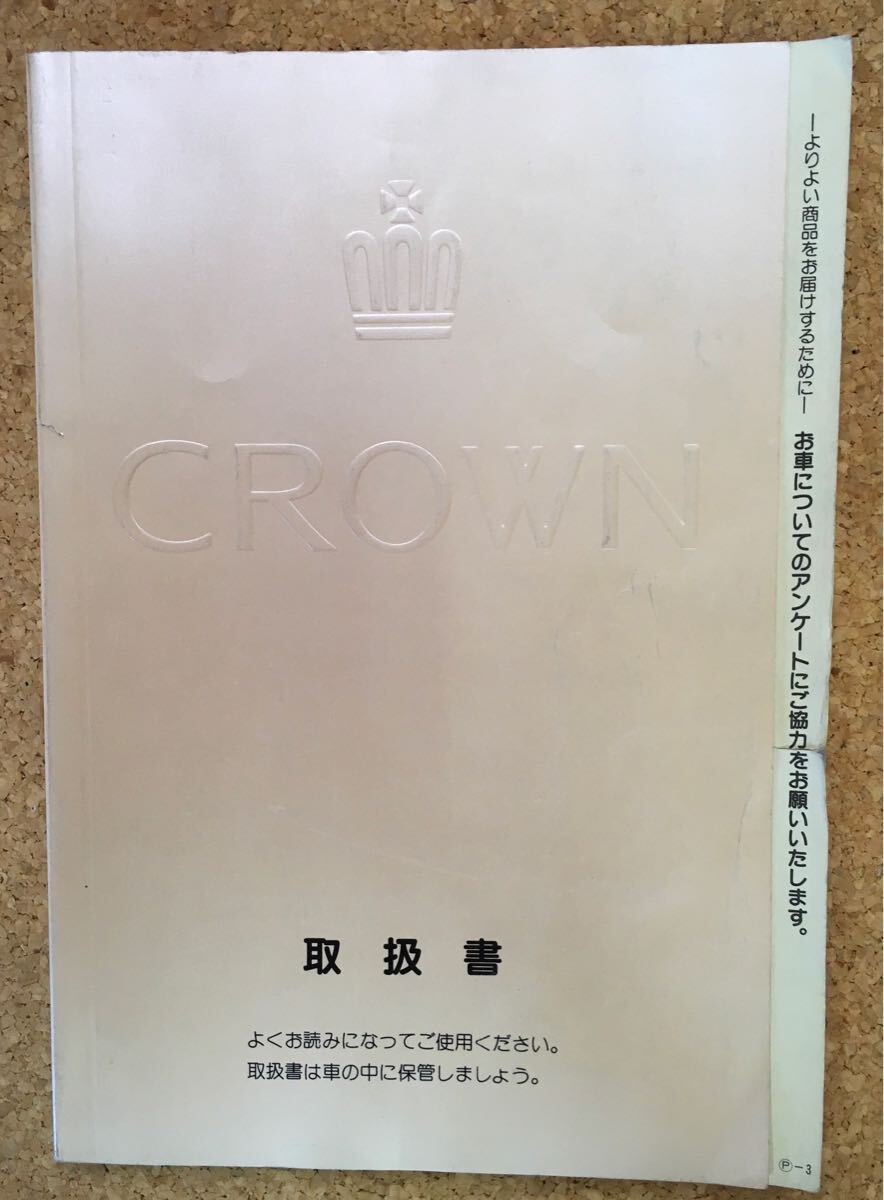 CROWN
取扱書
よくお読みになってご使用ください。
取扱書は車の中に保管しましょう。
―よりよい商品をお届けするために― お車についてのアンケートにご協力をお願いいたします。
Ⓟ−3